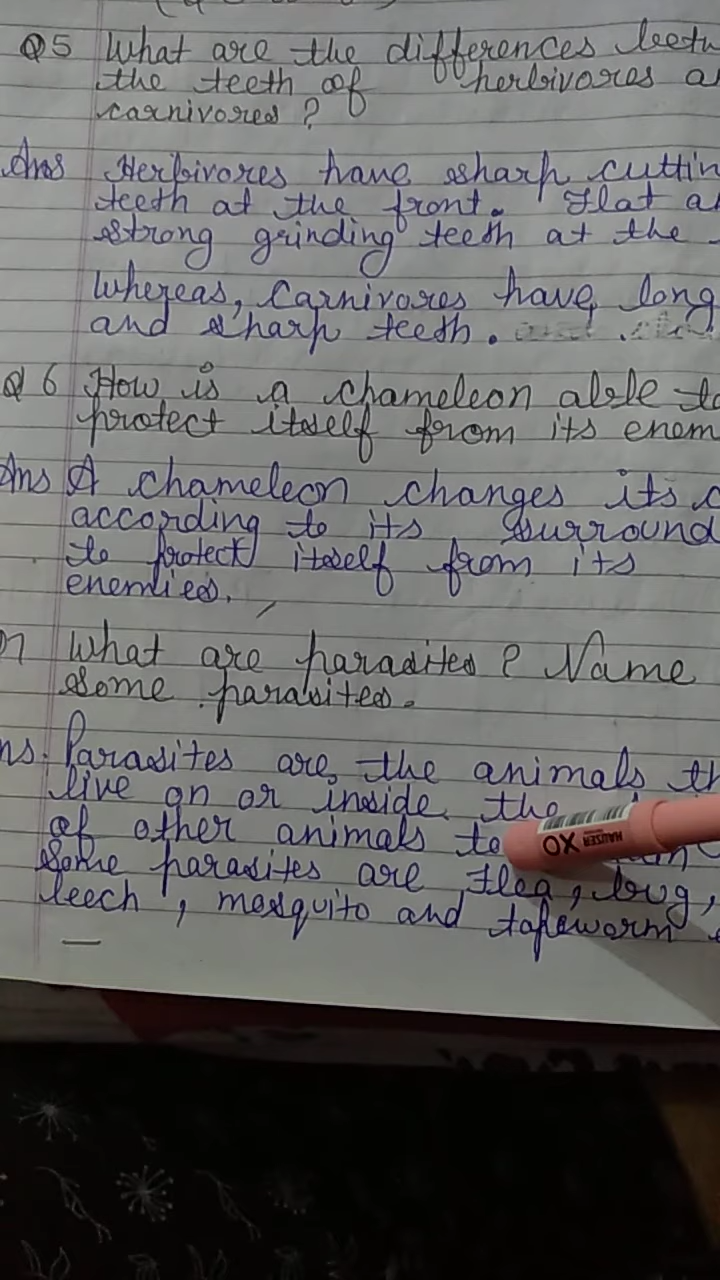 Q5 What are the differences
the teeth of herbivores
carnivores ?
Ans Herbivores have sharp
teeth at the front. Flat
strong grinding teeth at the
Whereas, Carnivores have long
and sharp teeth.
Q 6 How is a chameleon able to
protect itself from its
Ans A chameleon changes its
according to its
to protect itself from its
enemies.
What are parasites ? Name
some parasites.
Parasites are the animals
live on or inside the
of other animals to
HAUSER XO
Some parasites are flea, bug,
leech, mosquito and tapeworm